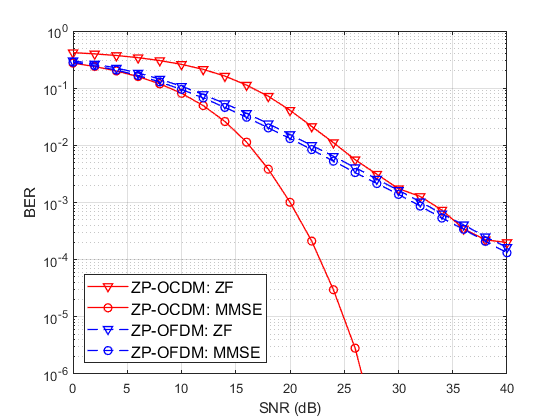 10^0
10^-1
10^-2
10^-3
10^-4
10^-5
10^-6
BER
ZP-OCDM: ZF
ZP-OCDM: MMSE
ZP-OFDM: ZF
ZP-OFDM: MMSE
0 5 10 15 20 25 30 35 40
SNR (dB)